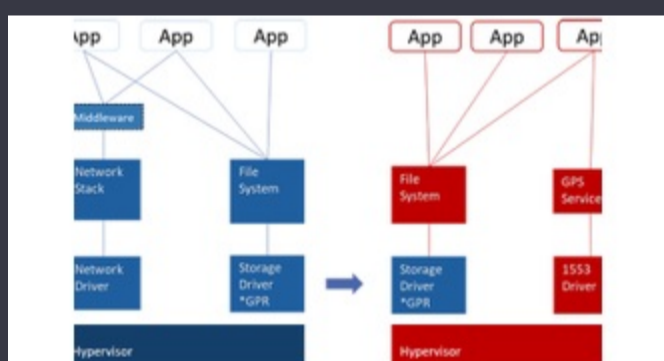 App
App
App
App
App
App
Middleware
Network
Stack
File
System
File
System
GPS
Service
Network
Driver
Storage
Driver
*GPR
Storage
Driver
*GPR
1553
Driver
Hypervisor
Hypervisor